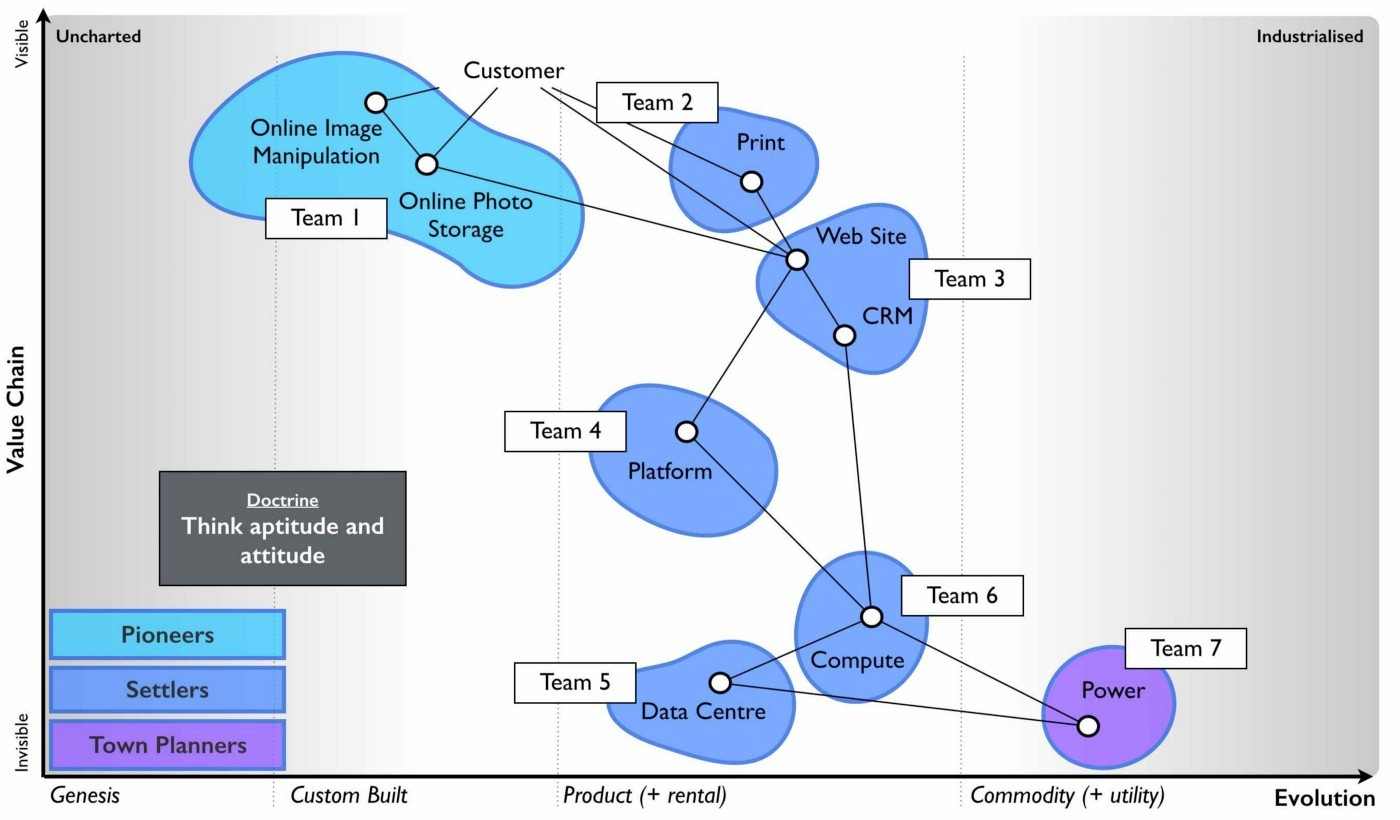 Visible
Uncharted
Industrialised
Customer
Team 2
Online Image
Manipulation
Print
Team 1
Online Photo
Storage
Web Site
Team 3
CRM
Value Chain
Team 4
Platform
Doctrine
Think aptitude and
attitude
Team 6
Pioneers
Team 7
Compute
Settlers
Team 5
Power
Data Centre
Town Planners
Invisible
Genesis
Custom Built
Product (+ rental)
Commodity (+ utility)
Evolution